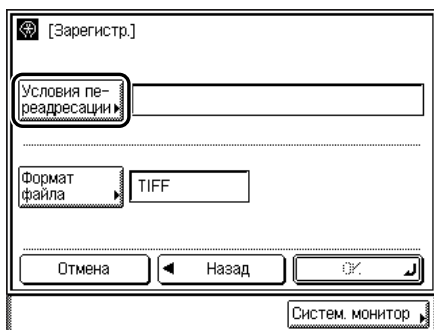 [Зарегистр.]
Условия пе-
реадресации
Формат
файла
TIFF
Отмена
Назад
OK
Систем. монитор